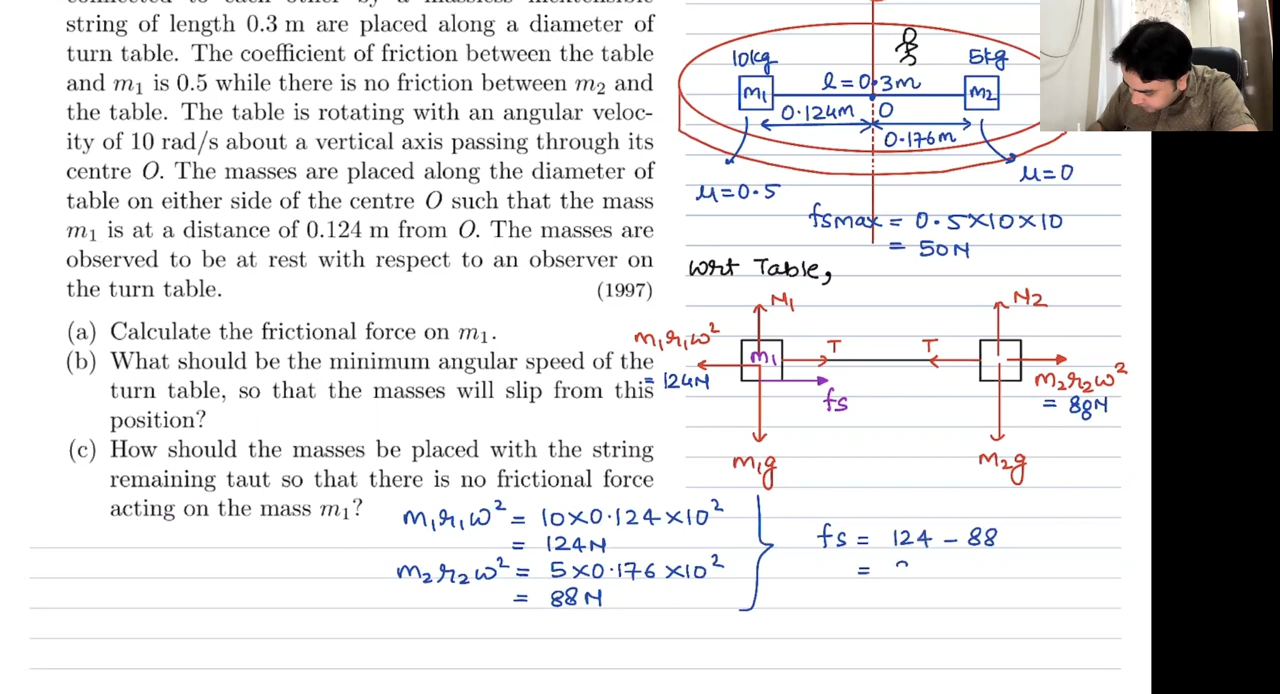 string of length 0.3 m are placed along a diameter of
turn table. The coefficient of friction between the table
and m₁ is 0.5 while there is no friction between m₂ and
the table. The table is rotating with an angular veloc-
ity of 10 rad/s about a vertical axis passing through its
centre O. The masses are placed along the diameter of
table on either side of the centre O such that the mass
m₁ is at a distance of 0.124 m from O. The masses are
observed to be at rest with respect to an observer on
the turn table. (1997)
(a) Calculate the frictional force on m₁.
(b) What should be the minimum angular speed of the
turn table, so that the masses will slip from this
position?
(c) How should the masses be placed with the string
remaining taut so that there is no frictional force
acting on the mass m₁?
10kg 5kg
l = 0.3m
m₁ m₂
0.124m O
0.176m
μ=0.5 μ=0
fsmax = 0.5×10×10
= 50N
wrt Table,
N₁ N₂
m₁r₁ω² m₁ T T
= 124N fs m₂r₂ω²
= 88N
m₁g m₂g
m₁r₁ω² = 10×0.124×10²
= 124N
m₂r₂ω² = 5×0.176×10²
= 88N
fs = 124 - 88
=